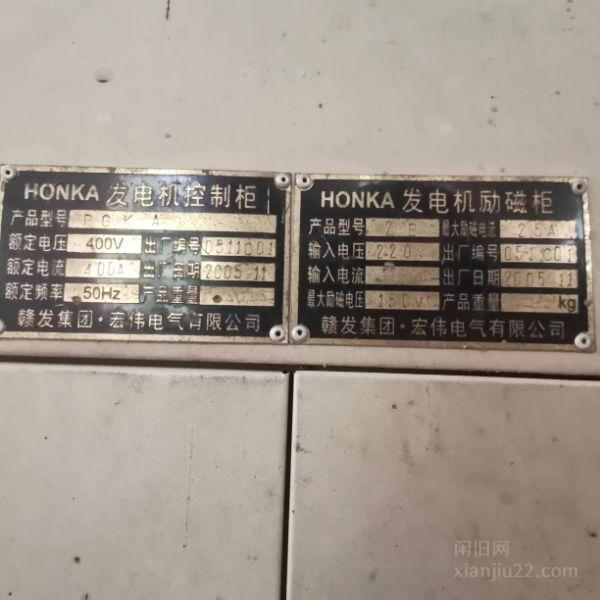 HONKA 发电机控制柜
产品型号 P G K A
额定电压 400V 出厂编号 0511001
额定电流 400A 出厂日期 2005.11
额定频率 50Hz 产品重量
赣发集团·宏伟电气有限公司
HONKA 发电机励磁柜
产品型号 最大励磁电流 25A
输入电压 220 出厂编号
输入电流 出厂日期 2005.11
最大励磁电压 150V 产品重量 kg
赣发集团·宏伟电气有限公司
闲旧网
xianjiu22.com